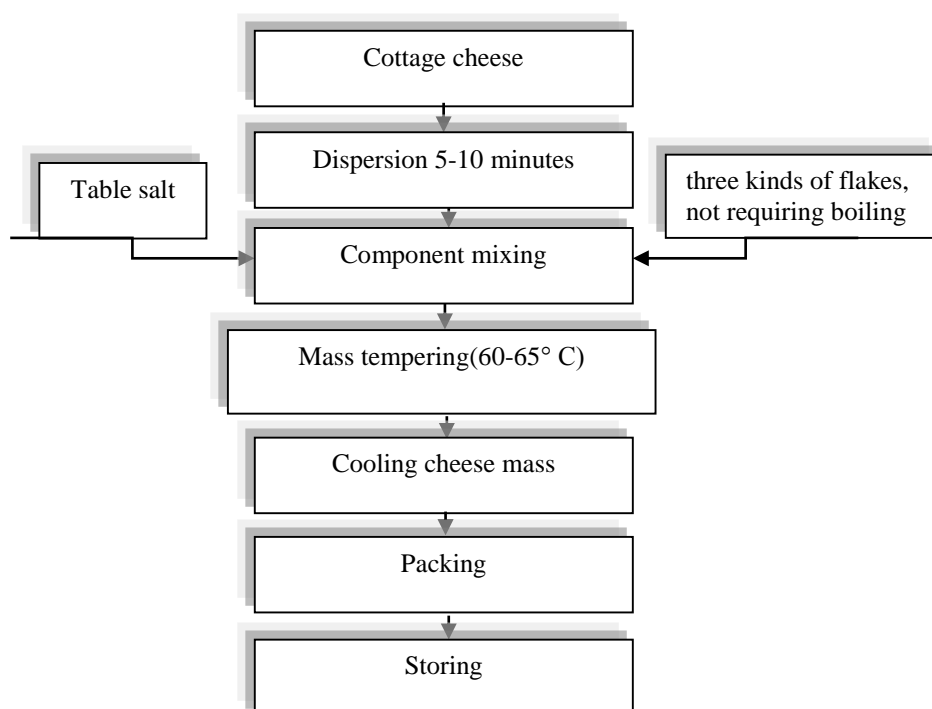 Cottage cheese
Dispersion 5-10 minutes
Table salt
three kinds of flakes,
not requiring boiling
Component mixing
Mass tempering(60-65° C)
Cooling cheese mass
Packing
Storing